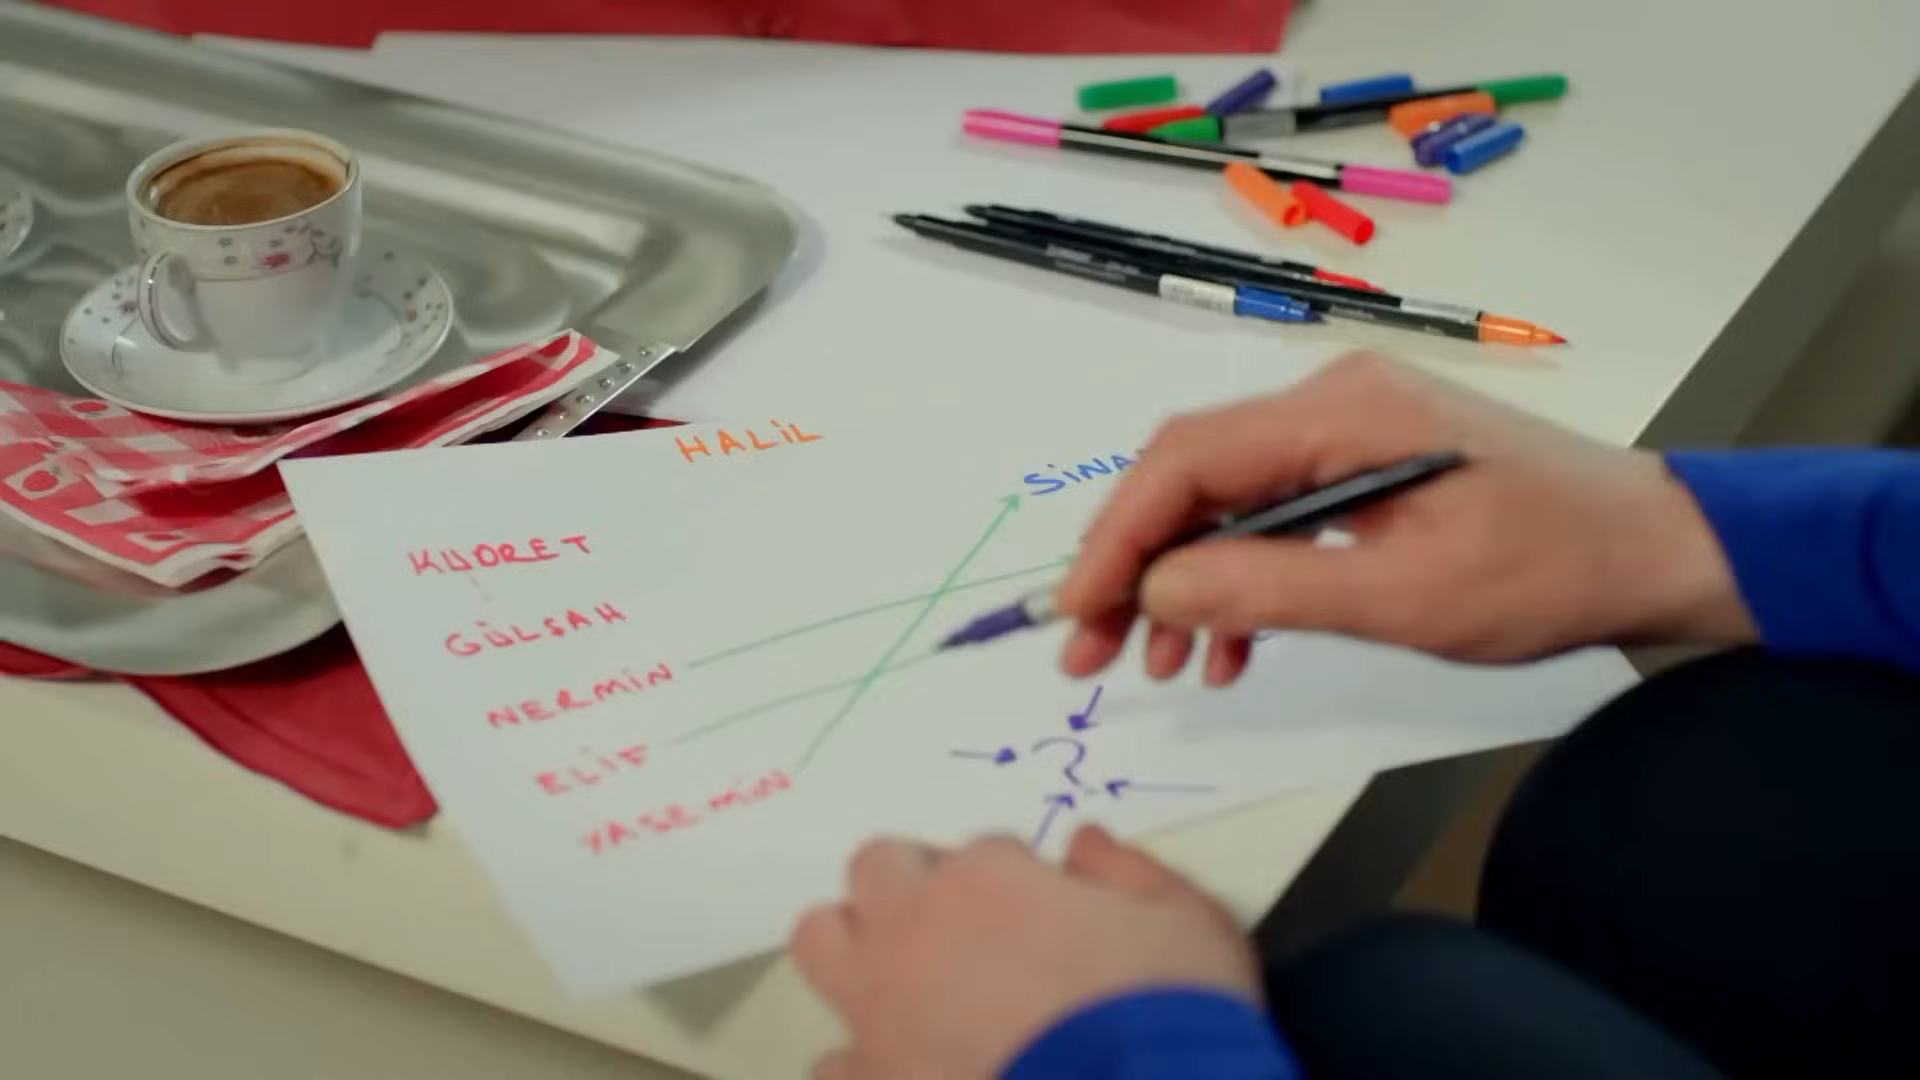 HALİL
SİNA
KUDRET
GÜLŞAH
NERMİN
ELİF
YASEMİN
?